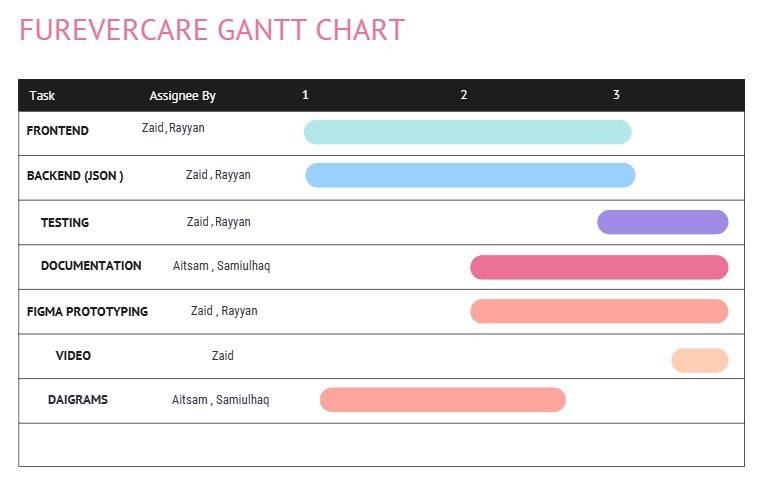 FUREVERCARE GANTT CHART
Task Assignee By 1 2 3
FRONTEND Zaid,Rayyan
BACKEND (JSON ) Zaid , Rayyan
TESTING Zaid , Rayyan
DOCUMENTATION Aitsam , Samiulhaq
FIGMA PROTOTYPING Zaid , Rayyan
VIDEO Zaid
DAIGRAMS Aitsam , Samiulhaq